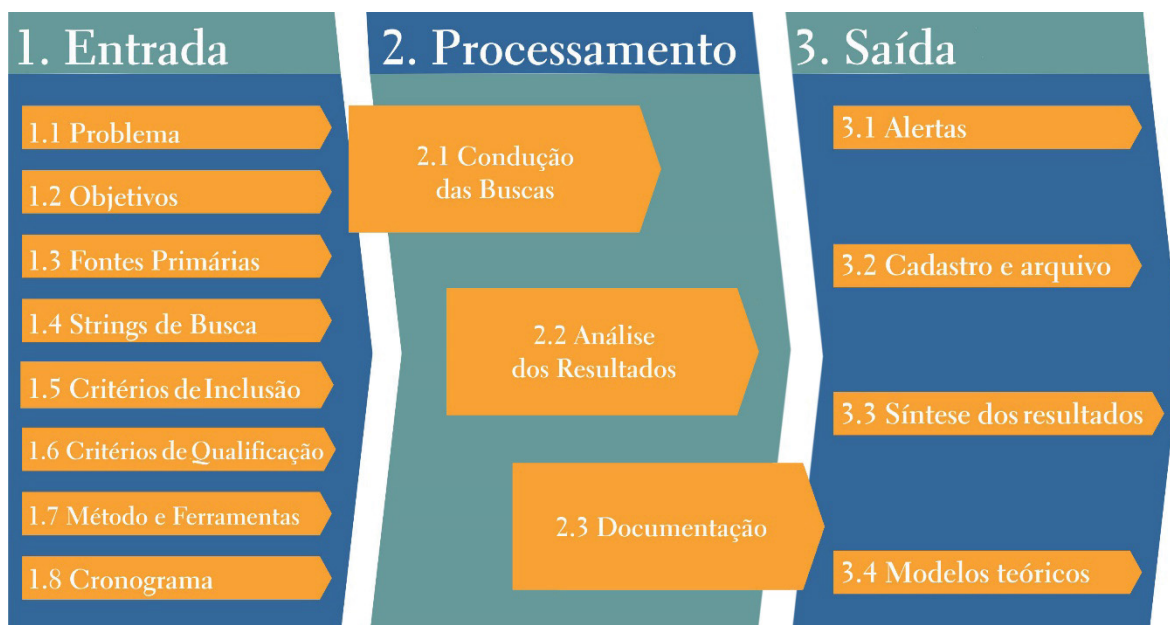 1. Entrada
1.1 Problema
1.2 Objetivos
1.3 Fontes Primárias
1.4 Strings de Busca
1.5 Critérios de Inclusão
1.6 Critérios de Qualificação
1.7 Método e Ferramentas
1.8 Cronograma
2. Processamento
2.1 Condução
das Buscas
2.2 Análise
dos Resultados
2.3 Documentação
3. Saída
3.1 Alertas
3.2 Cadastro e arquivo
3.3 Síntese dos resultados
3.4 Modelos teóricos